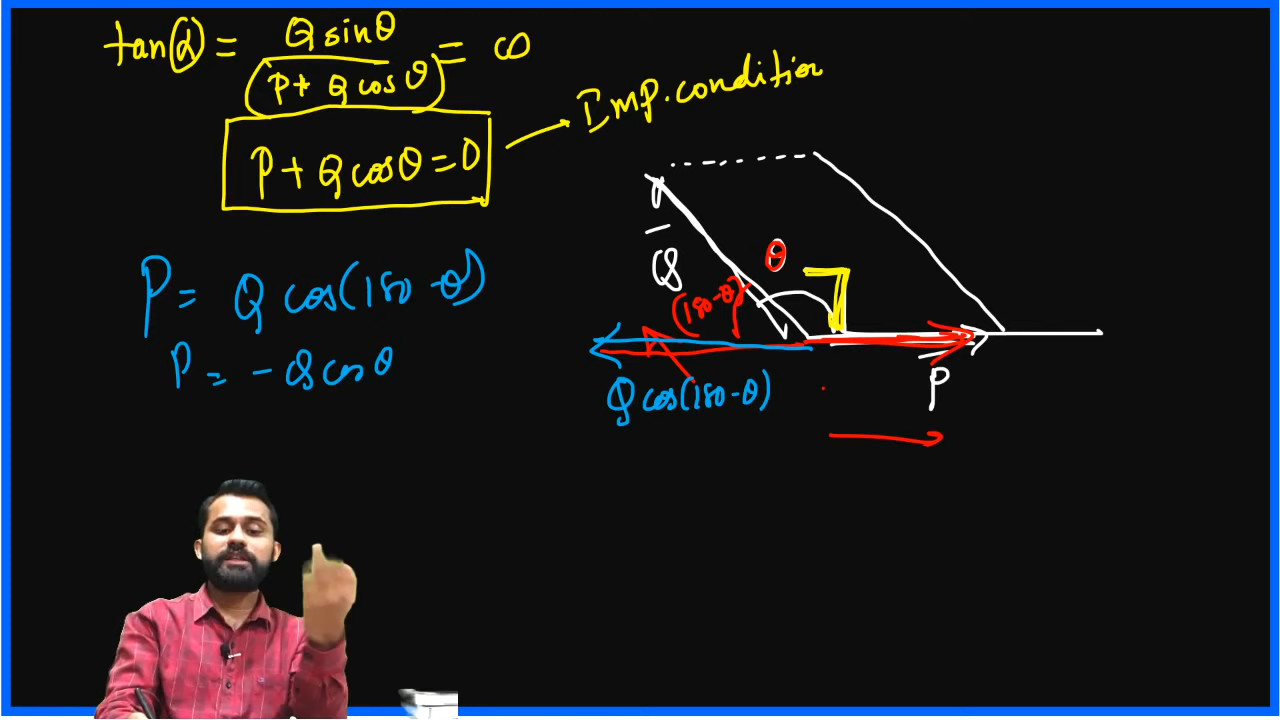 tan(α) = Q sinθ / (P + Q cosθ) = ∞
P + Q cosθ = 0
Imp. condition
P = Q cos(180 - θ)
P = - Q cosθ
θ
Q
(180 - θ)
Q cos(180 - θ)
P